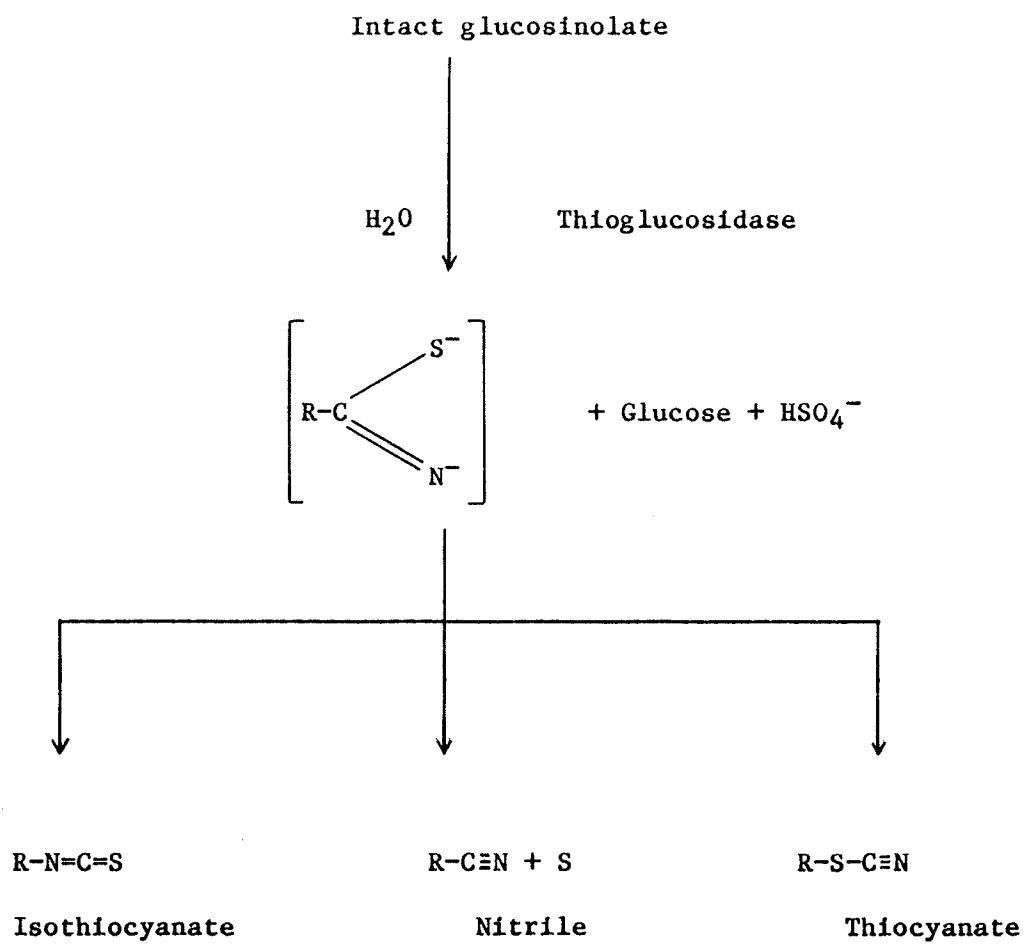 Intact glucosinolate
H₂O Thioglucosidase
S⁻
R-C + Glucose + HSO₄⁻
N⁻
R-N=C=S R-C≡N + S R-S-C≡N
Isothiocyanate Nitrile Thiocyanate